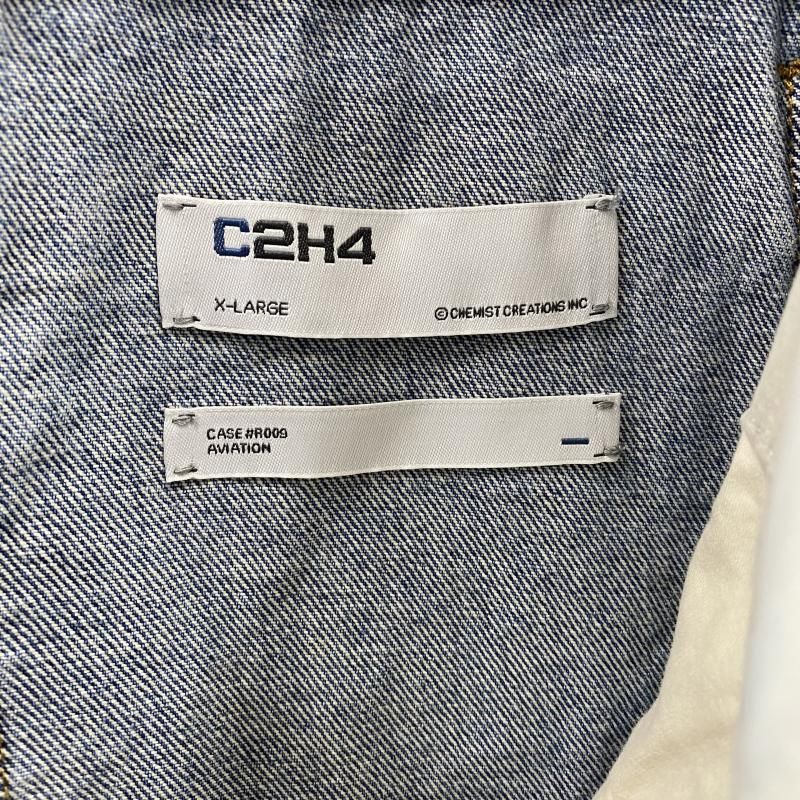 C2H4
X-LARGE
© CHEMIST CREATIONS INC
CASE #R009
AVIATION